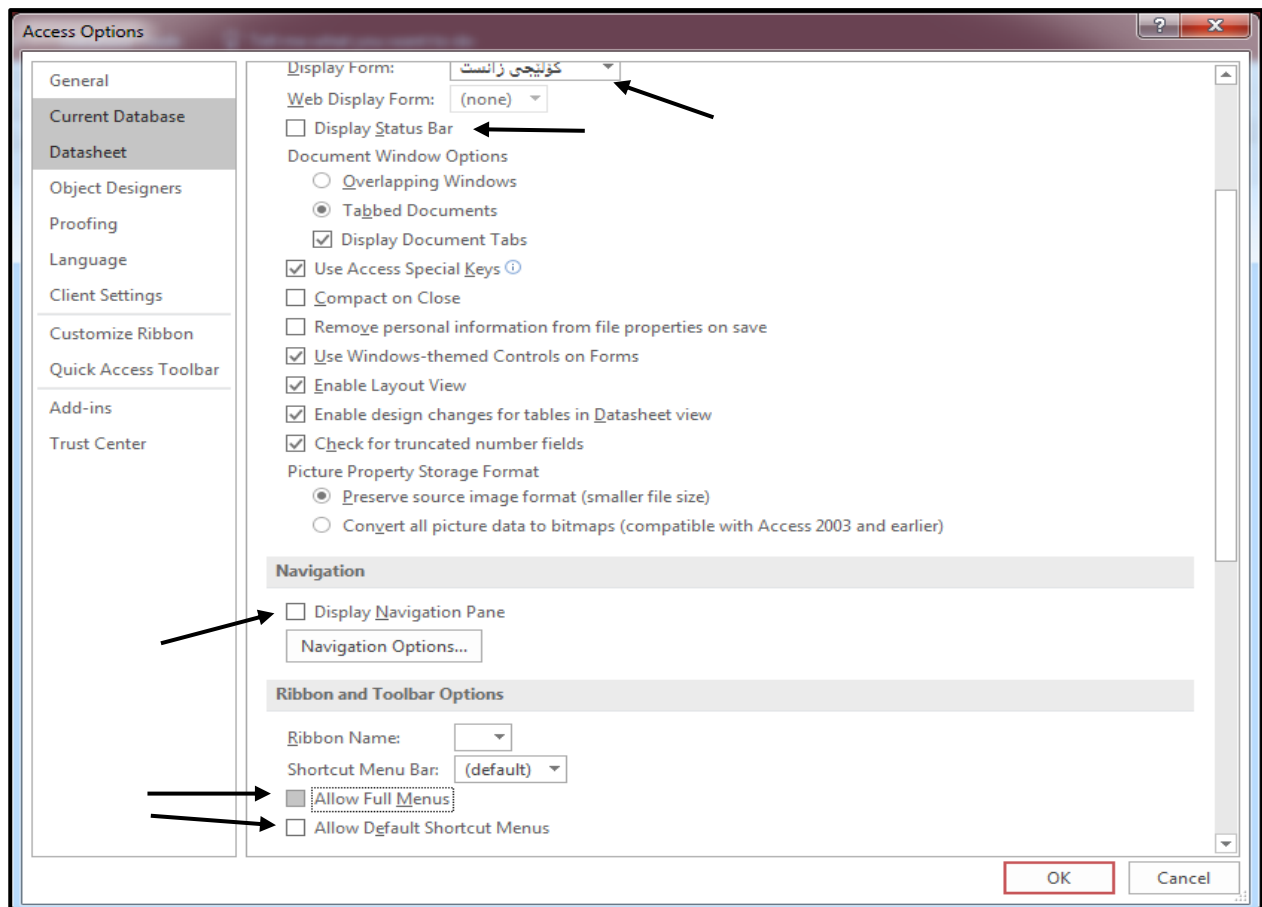 Access Options
General
Current Database
Datasheet
Object Designers
Proofing
Language
Client Settings
Customize Ribbon
Quick Access Toolbar
Add-ins
Trust Center
Display Form: كۆلێجی زانست
Web Display Form: (none)
Display Status Bar
Document Window Options
Overlapping Windows
Tabbed Documents
Display Document Tabs
Use Access Special Keys
Compact on Close
Remove personal information from file properties on save
Use Windows-themed Controls on Forms
Enable Layout View
Enable design changes for tables in Datasheet view
Check for truncated number fields
Picture Property Storage Format
Preserve source image format (smaller file size)
Convert all picture data to bitmaps (compatible with Access 2003 and earlier)
Navigation
Display Navigation Pane
Navigation Options...
Ribbon and Toolbar Options
Ribbon Name:
Shortcut Menu Bar: (default)
Allow Full Menus
Allow Default Shortcut Menus
OK Cancel